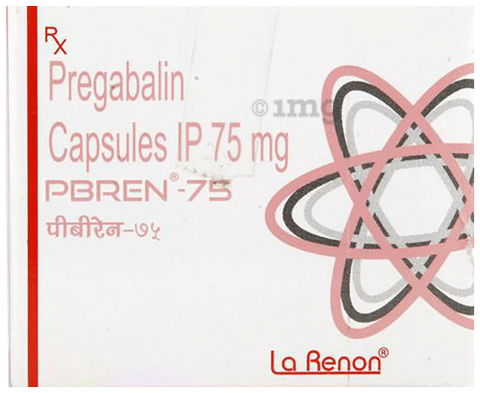 Rx
Pregabalin
©1mg
Capsules IP 75 mg
PBREN®-75
पीबीरेन-७५
La Renon®